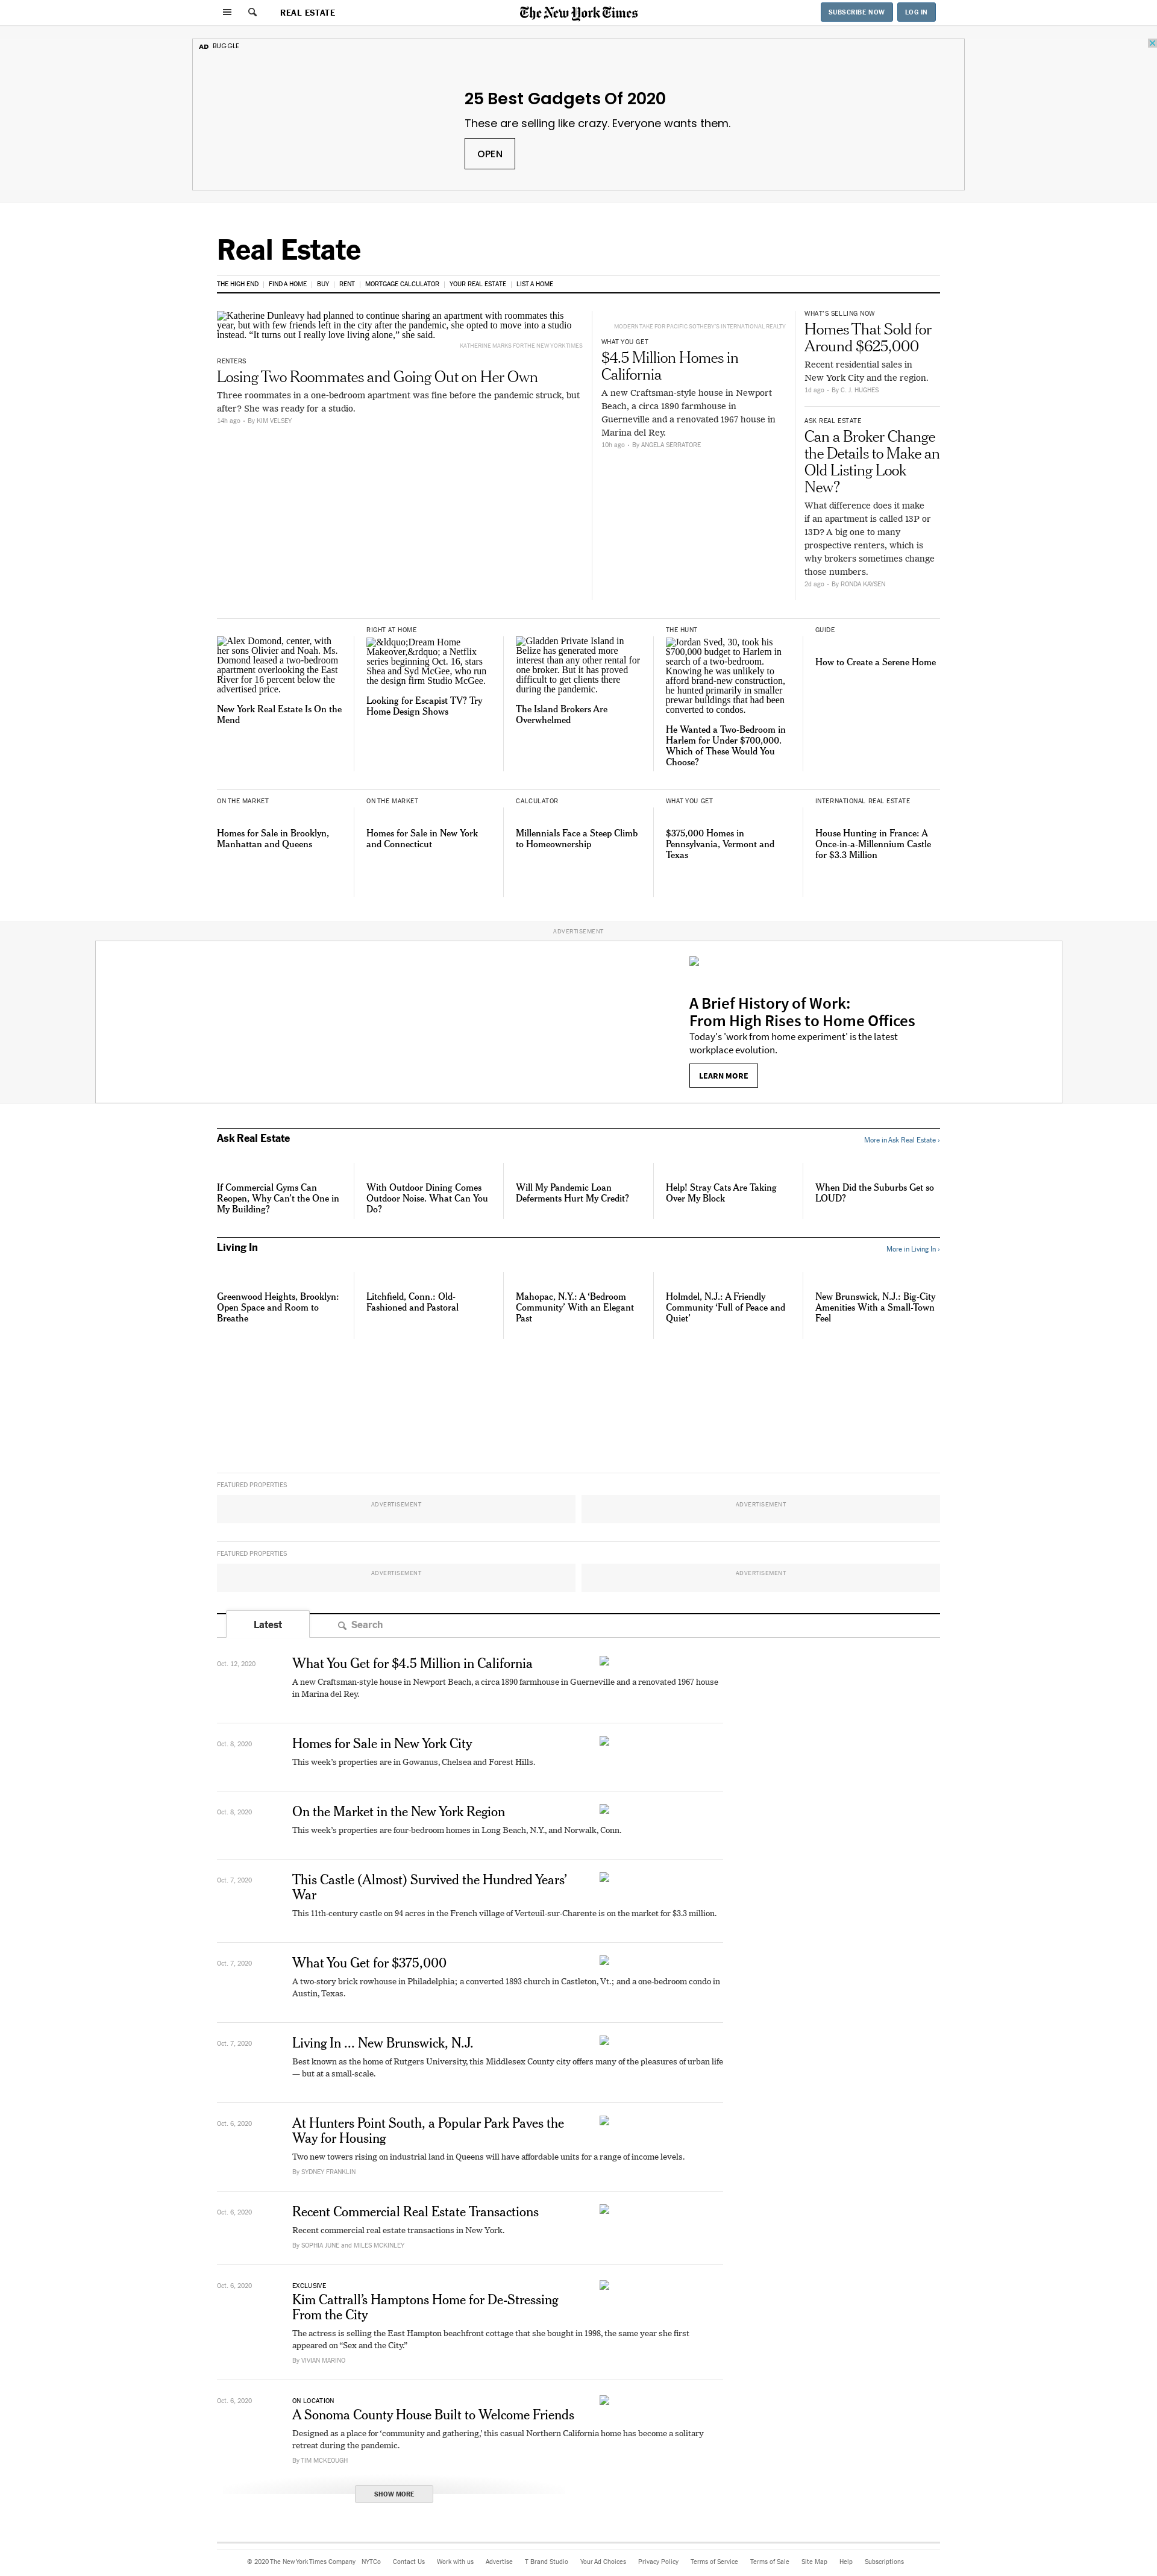 REAL ESTATE
The New York Times
SUBSCRIBE NOW
LOG IN
AD BUGGLE
25 Best Gadgets Of 2020
These are selling like crazy. Everyone wants them.
OPEN
Real Estate
THE HIGH END | FIND A HOME | BUY | RENT | MORTGAGE CALCULATOR | YOUR REAL ESTATE | LIST A HOME
Katherine Dunleavy had planned to continue sharing an apartment with roommates this
year, but with few friends left in the city after the pandemic, she opted to move into a studio
instead. “It turns out I really love living alone,” she said.
KATHERINE MARKS FOR THE NEW YORK TIMES
RENTERS
Losing Two Roommates and Going Out on Her Own
Three roommates in a one-bedroom apartment was fine before the pandemic struck, but
after? She was ready for a studio.
14h ago - By KIM VELSEY
MODERN TAKE FOR PACIFIC SOTHEBY'S INTERNATIONAL REALTY
WHAT YOU GET
$4.5 Million Homes in
California
A new Craftsman-style house in Newport
Beach, a circa 1890 farmhouse in
Guerneville and a renovated 1967 house in
Marina del Rey.
10h ago - By ANGELA SERRATORE
WHAT'S SELLING NOW
Homes That Sold for
Around $625,000
Recent residential sales in
New York City and the region.
1d ago - By C. J. HUGHES
ASK REAL ESTATE
Can a Broker Change
the Details to Make an
Old Listing Look
New?
What difference does it make
if an apartment is called 13P or
13D? A big one to many
prospective renters, which is
why brokers sometimes change
those numbers.
2d ago - By RONDA KAYSEN
Alex Domond, center, with
her sons Olivier and Noah. Ms.
Domond leased a two-bedroom
apartment overlooking the East
River for 16 percent below the
advertised price.
New York Real Estate Is On the
Mend
RIGHT AT HOME
&ldquo;Dream Home
Makeover,&rdquo; a Netflix
series beginning Oct. 16, stars
Shea and Syd McGee, who run
the design firm Studio McGee.
Looking for Escapist TV? Try
Home Design Shows
Gladden Private Island in
Belize has generated more
interest than any other rental for
one broker. But it has proved
difficult to get clients there
during the pandemic.
The Island Brokers Are
Overwhelmed
THE HUNT
Jordan Sved, 30, took his
$700,000 budget to Harlem in
search of a two-bedroom.
Knowing he was unlikely to
afford brand-new construction,
he hunted primarily in smaller
prewar buildings that had been
converted to condos.
He Wanted a Two-Bedroom in
Harlem for Under $700,000.
Which of These Would You
Choose?
GUIDE
How to Create a Serene Home
ON THE MARKET
Homes for Sale in Brooklyn,
Manhattan and Queens
ON THE MARKET
Homes for Sale in New York
and Connecticut
CALCULATOR
Millennials Face a Steep Climb
to Homeownership
WHAT YOU GET
$375,000 Homes in
Pennsylvania, Vermont and
Texas
INTERNATIONAL REAL ESTATE
House Hunting in France: A
Once-in-a-Millennium Castle
for $3.3 Million
ADVERTISEMENT
A Brief History of Work:
From High Rises to Home Offices
Today's 'work from home experiment' is the latest
workplace evolution.
LEARN MORE
Ask Real Estate
More in Ask Real Estate ›
If Commercial Gyms Can
Reopen, Why Can’t the One in
My Building?
With Outdoor Dining Comes
Outdoor Noise. What Can You
Do?
Will My Pandemic Loan
Deferments Hurt My Credit?
Help! Stray Cats Are Taking
Over My Block
When Did the Suburbs Get so
LOUD?
Living In
More in Living In ›
Greenwood Heights, Brooklyn:
Open Space and Room to
Breathe
Litchfield, Conn.: Old-
Fashioned and Pastoral
Mahopac, N.Y.: A ‘Bedroom
Community’ With an Elegant
Past
Holmdel, N.J.: A Friendly
Community ‘Full of Peace and
Quiet’
New Brunswick, N.J.: Big-City
Amenities With a Small-Town
Feel
FEATURED PROPERTIES
ADVERTISEMENT
ADVERTISEMENT
FEATURED PROPERTIES
ADVERTISEMENT
ADVERTISEMENT
Latest
Search
Oct. 12, 2020
What You Get for $4.5 Million in California
A new Craftsman-style house in Newport Beach, a circa 1890 farmhouse in Guerneville and a renovated 1967 house
in Marina del Rey.
Oct. 8, 2020
Homes for Sale in New York City
This week’s properties are in Gowanus, Chelsea and Forest Hills.
Oct. 8, 2020
On the Market in the New York Region
This week’s properties are four-bedroom homes in Long Beach, N.Y., and Norwalk, Conn.
Oct. 7, 2020
This Castle (Almost) Survived the Hundred Years’
War
This 11th-century castle on 94 acres in the French village of Verteuil-sur-Charente is on the market for $3.3 million.
Oct. 7, 2020
What You Get for $375,000
A two-story brick rowhouse in Philadelphia; a converted 1893 church in Castleton, Vt.; and a one-bedroom condo in
Austin, Texas.
Oct. 7, 2020
Living In ... New Brunswick, N.J.
Best known as the home of Rutgers University, this Middlesex County city offers many of the pleasures of urban life
— but at a small-scale.
Oct. 6, 2020
At Hunters Point South, a Popular Park Paves the
Way for Housing
Two new towers rising on industrial land in Queens will have affordable units for a range of income levels.
By SYDNEY FRANKLIN
Oct. 6, 2020
Recent Commercial Real Estate Transactions
Recent commercial real estate transactions in New York.
By SOPHIA JUNE and MILES MCKINLEY
Oct. 6, 2020
EXCLUSIVE
Kim Cattrall’s Hamptons Home for De-Stressing
From the City
The actress is selling the East Hampton beachfront cottage that she bought in 1998, the same year she first
appeared on “Sex and the City.”
By VIVIAN MARINO
Oct. 6, 2020
ON LOCATION
A Sonoma County House Built to Welcome Friends
Designed as a place for ‘community and gathering,’ this casual Northern California home has become a solitary
retreat during the pandemic.
By TIM MCKEOUGH
SHOW MORE
© 2020 The New York Times Company NYTCo Contact Us Work with us Advertise T Brand Studio Your Ad Choices Privacy Policy Terms of Service Terms of Sale Site Map Help Subscriptions